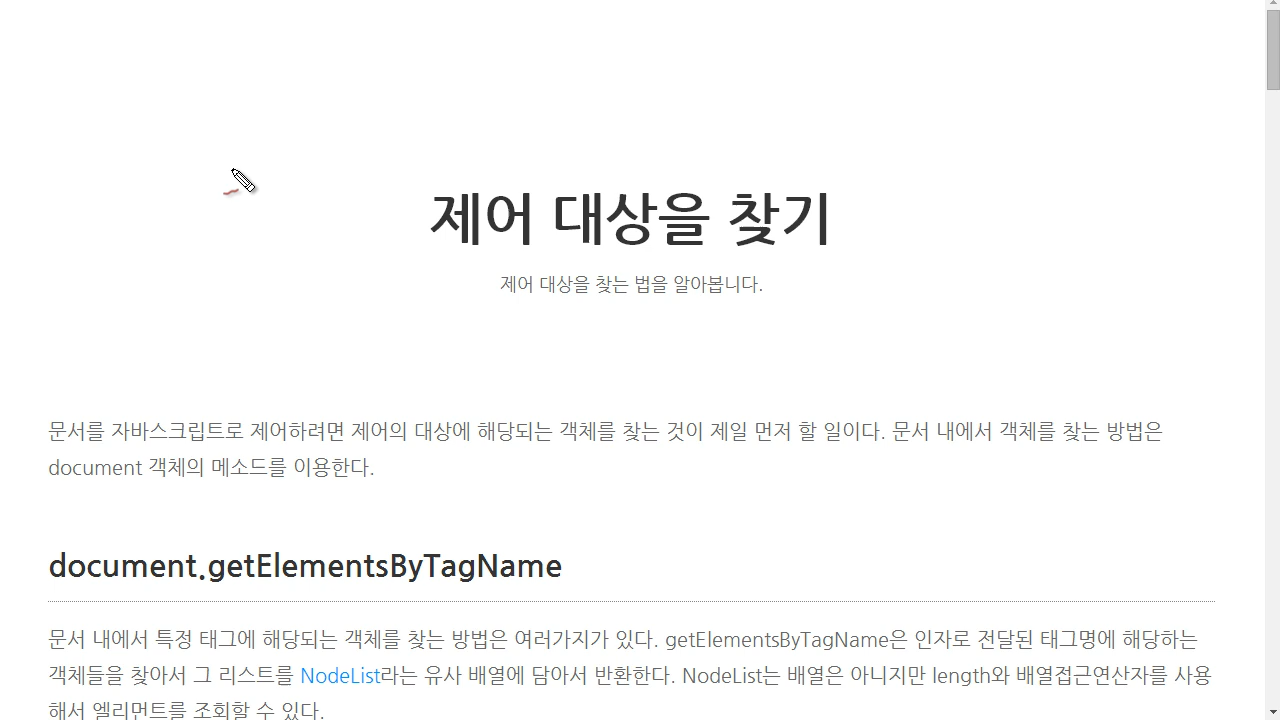 제어 대상을 찾기
제어 대상을 찾는 법을 알아봅니다.
문서를 자바스크립트로 제어하려면 제어의 대상에 해당되는 객체를 찾는 것이 제일 먼저 할 일이다. 문서 내에서 객체를 찾는 방법은
document 객체의 메소드를 이용한다.
document.getElementsByTagName
문서 내에서 특정 태그에 해당되는 객체를 찾는 방법은 여러가지가 있다. getElementsByTagName은 인자로 전달된 태그명에 해당하는
객체들을 찾아서 그 리스트를 NodeList라는 유사 배열에 담아서 반환한다. NodeList는 배열은 아니지만 length와 배열접근연산자를 사용
해서 엘리먼트를 조회할 수 있다.